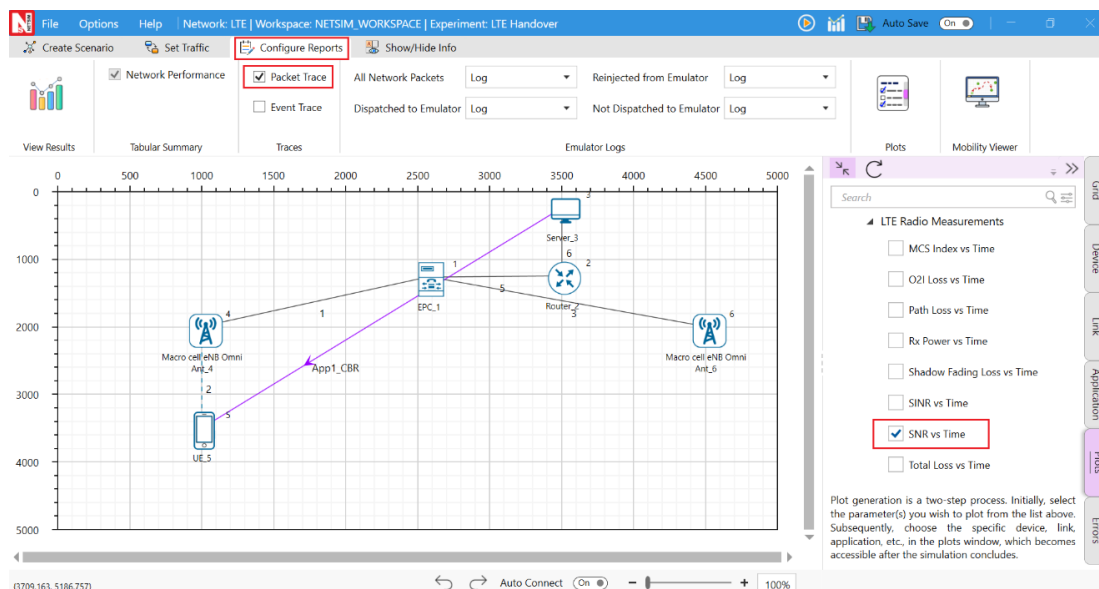 N File Options Help Network: LTE | Workspace: NETSIM_WORKSPACE | Experiment: LTE Handover Auto Save On
Create Scenario Set Traffic Configure Reports Show/Hide Info
Network Performance
Packet Trace
Event Trace
All Network Packets Log
Reinjected from Emulator Log
Dispatched to Emulator Log
Not Dispatched to Emulator Log
View Results Tabular Summary Traces Emulator Logs Plots Mobility Viewer
0 500 1000 1500 2000 2500 3000 3500 4000 4500 5000
0
1000
2000
3000
4000
5000
3
Server_3
6
1
2
EPC_1
5
Router_2
1
3
4
6
Macro cell eNB Omni
Ant_4
Macro cell eNB Omni
Ant_6
App1_CBR
2
5
UE_5
Search
LTE Radio Measurements
MCS Index vs Time
O2I Loss vs Time
Path Loss vs Time
Rx Power vs Time
Shadow Fading Loss vs Time
SINR vs Time
SNR vs Time
Total Loss vs Time
Plot generation is a two-step process. Initially, select
the parameter(s) you wish to plot from the list above.
Subsequently, choose the specific device, link,
application, etc., in the plots window, which becomes
accessible after the simulation concludes.
Grid
Device
Link
Application
Plots
Errors
(3709.163, 5186.757)
Auto Connect On
100%